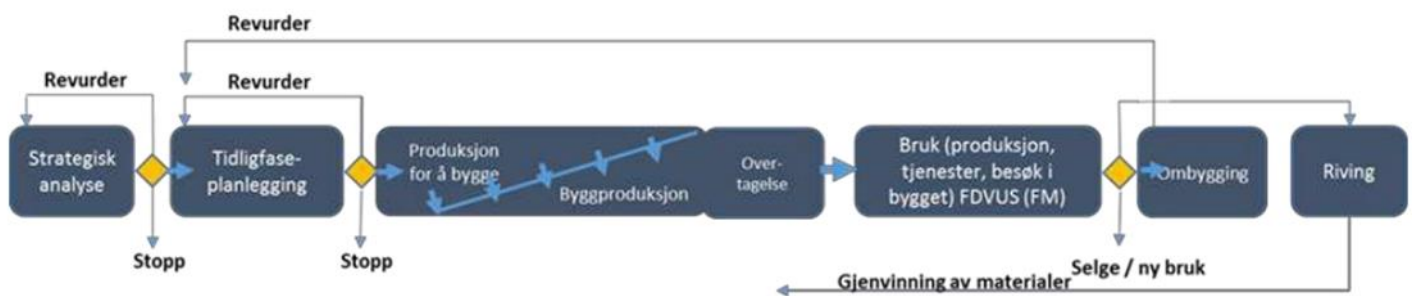 Revurder
Revurder
Revurder
Strategisk
analyse
Tidligfase-
planlegging
Produksjon
for å bygge
Byggproduksjon
Over-
tagelse
Bruk (produksjon,
tjenester, besøk i
bygget) FDVUS (FM)
Ombygging
Riving
Stopp
Stopp
Selge / ny bruk
Gjenvinning av materialer